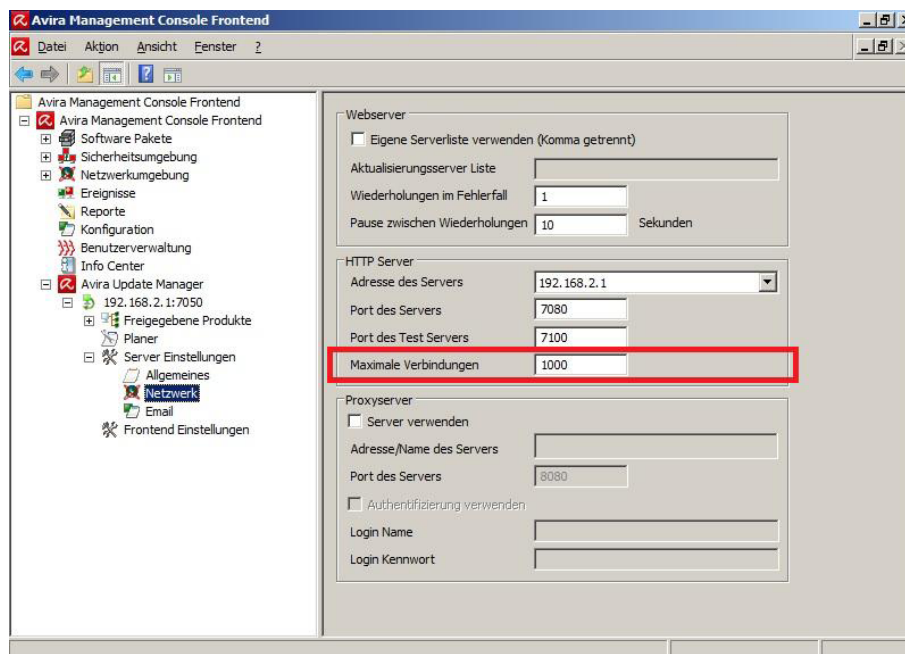 Avira Management Console Frontend
Datei Aktion Ansicht Fenster ?
Avira Management Console Frontend
Avira Management Console Frontend
Software Pakete
Sicherheitsumgebung
Netzwerkumgebung
Ereignisse
Reporte
Konfiguration
Benutzerverwaltung
Info Center
Avira Update Manager
192.168.2.1:7050
Freigegebene Produkte
Planer
Server Einstellungen
Allgemeines
Netzwerk
Email
Frontend Einstellungen
Webserver
Eigene Serverliste verwenden (Komma getrennt)
Aktualisierungsserver Liste
Wiederholungen im Fehlerfall 1
Pause zwischen Wiederholungen 10 Sekunden
HTTP Server
Adresse des Servers 192.168.2.1
Port des Servers 7080
Port des Test Servers 7100
Maximale Verbindungen 1000
Proxyserver
Server verwenden
Adresse/Name des Servers
Port des Servers 8080
Authentifizierung verwenden
Login Name
Login Kennwort